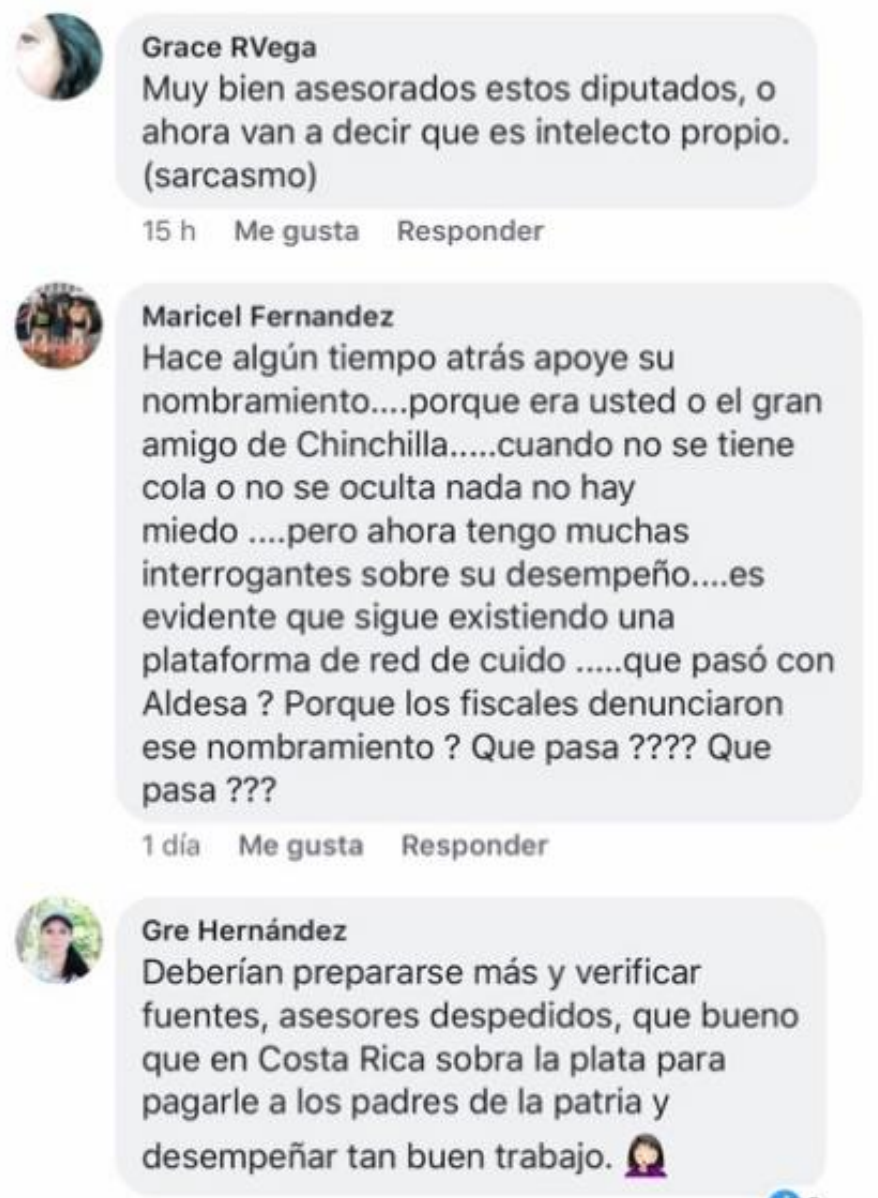 Grace RVega
Muy bien asesorados estos diputados, o
ahora van a decir que es intelecto propio.
(sarcasmo)
15 h Me gusta Responder
Maricel Fernandez
Hace algún tiempo atrás apoye su
nombramiento....porque era usted o el gran
amigo de Chinchilla.....cuando no se tiene
cola o no se oculta nada no hay
miedo ....pero ahora tengo muchas
interrogantes sobre su desempeño....es
evidente que sigue existiendo una
plataforma de red de cuido .....que pasó con
Aldesa ? Porque los fiscales denunciaron
ese nombramiento ? Que pasa ???? Que
pasa ???
1 día Me gusta Responder
Gre Hernández
Deberían prepararse más y verificar
fuentes, asesores despedidos, que bueno
que en Costa Rica sobra la plata para
pagarle a los padres de la patria y
desempeñar tan buen trabajo. 🤦🏻‍♀️